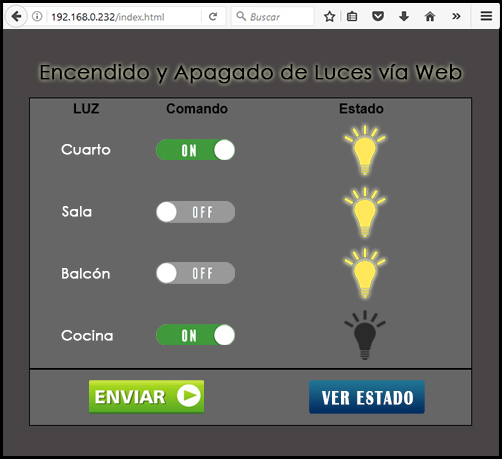 192.168.0.232/index.html
Buscar
Encendido y Apagado de Luces vía Web
LUZ Comando Estado
Cuarto ON
Sala OFF
Balcón OFF
Cocina ON
ENVIAR VER ESTADO